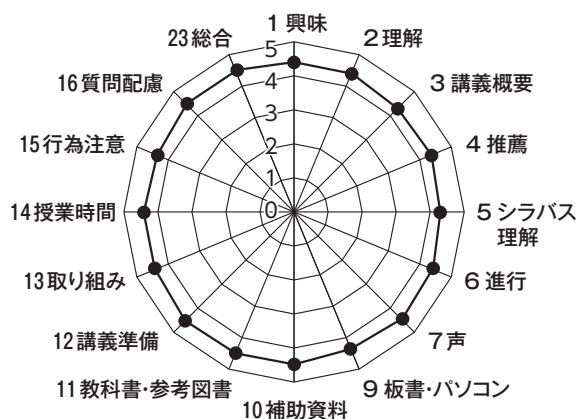 1 興味
2 理解
3 講義概要
4 推薦
5 シラバス
理解
6 進行
7 声
9 板書・パソコン
10 補助資料
11 教科書・参考図書
12 講義準備
13 取り組み
14 授業時間
15 行為注意
16 質問配慮
23 総合
5
4
3
2
1
0